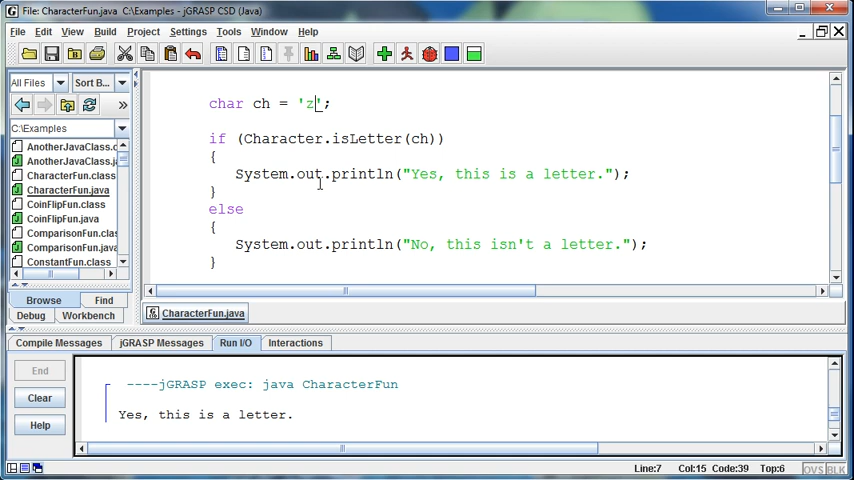 File: CharacterFun.java C:\Examples - jGRASP CSD (Java)
File Edit View Build Project Settings Tools Window Help
All Files Sort B...
C:\Examples
AnotherJavaClass.c
AnotherJavaClass.ja
CharacterFun.class
CharacterFun.java
CoinFlipFun.class
CoinFlipFun.java
ComparisonFun.clas
ComparisonFun.java
ConstantFun.class
Browse Find
Debug Workbench
char ch = 'z';
if (Character.isLetter(ch))
{
System.out.println("Yes, this is a letter.");
}
else
{
System.out.println("No, this isn't a letter.");
}
CharacterFun.java
Compile Messages jGRASP Messages Run I/O Interactions
End
Clear
Help
----jGRASP exec: java CharacterFun
Yes, this is a letter.
Line:7 Col:15 Code:39 Top:6 OVS BLK